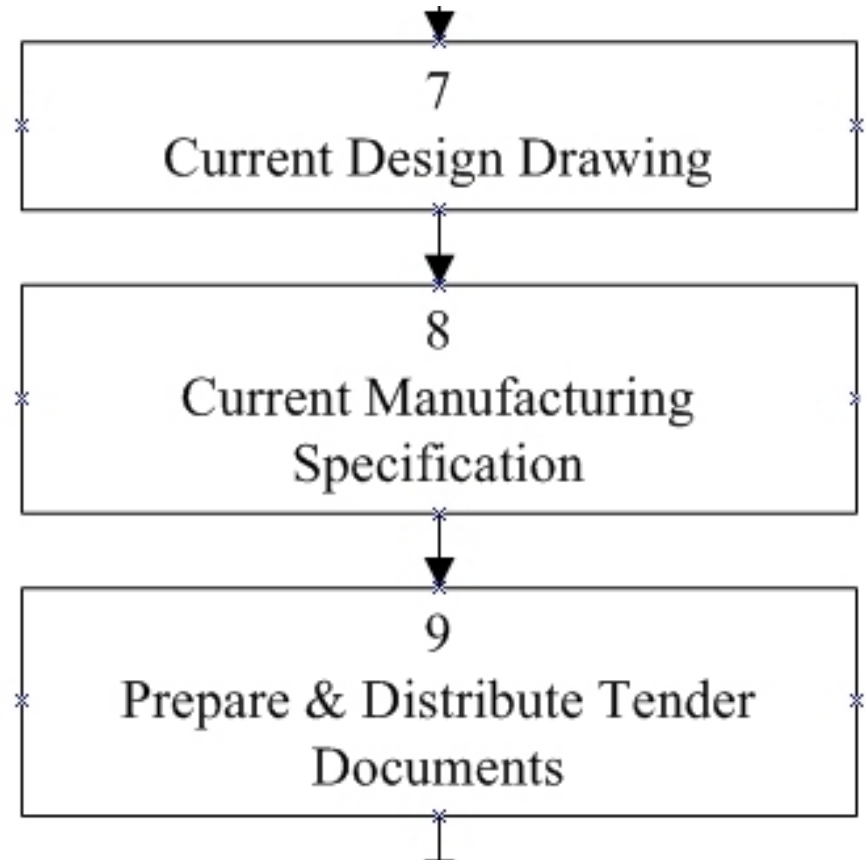 7
Current Design Drawing
8
Current Manufacturing
Specification
9
Prepare & Distribute Tender
Documents